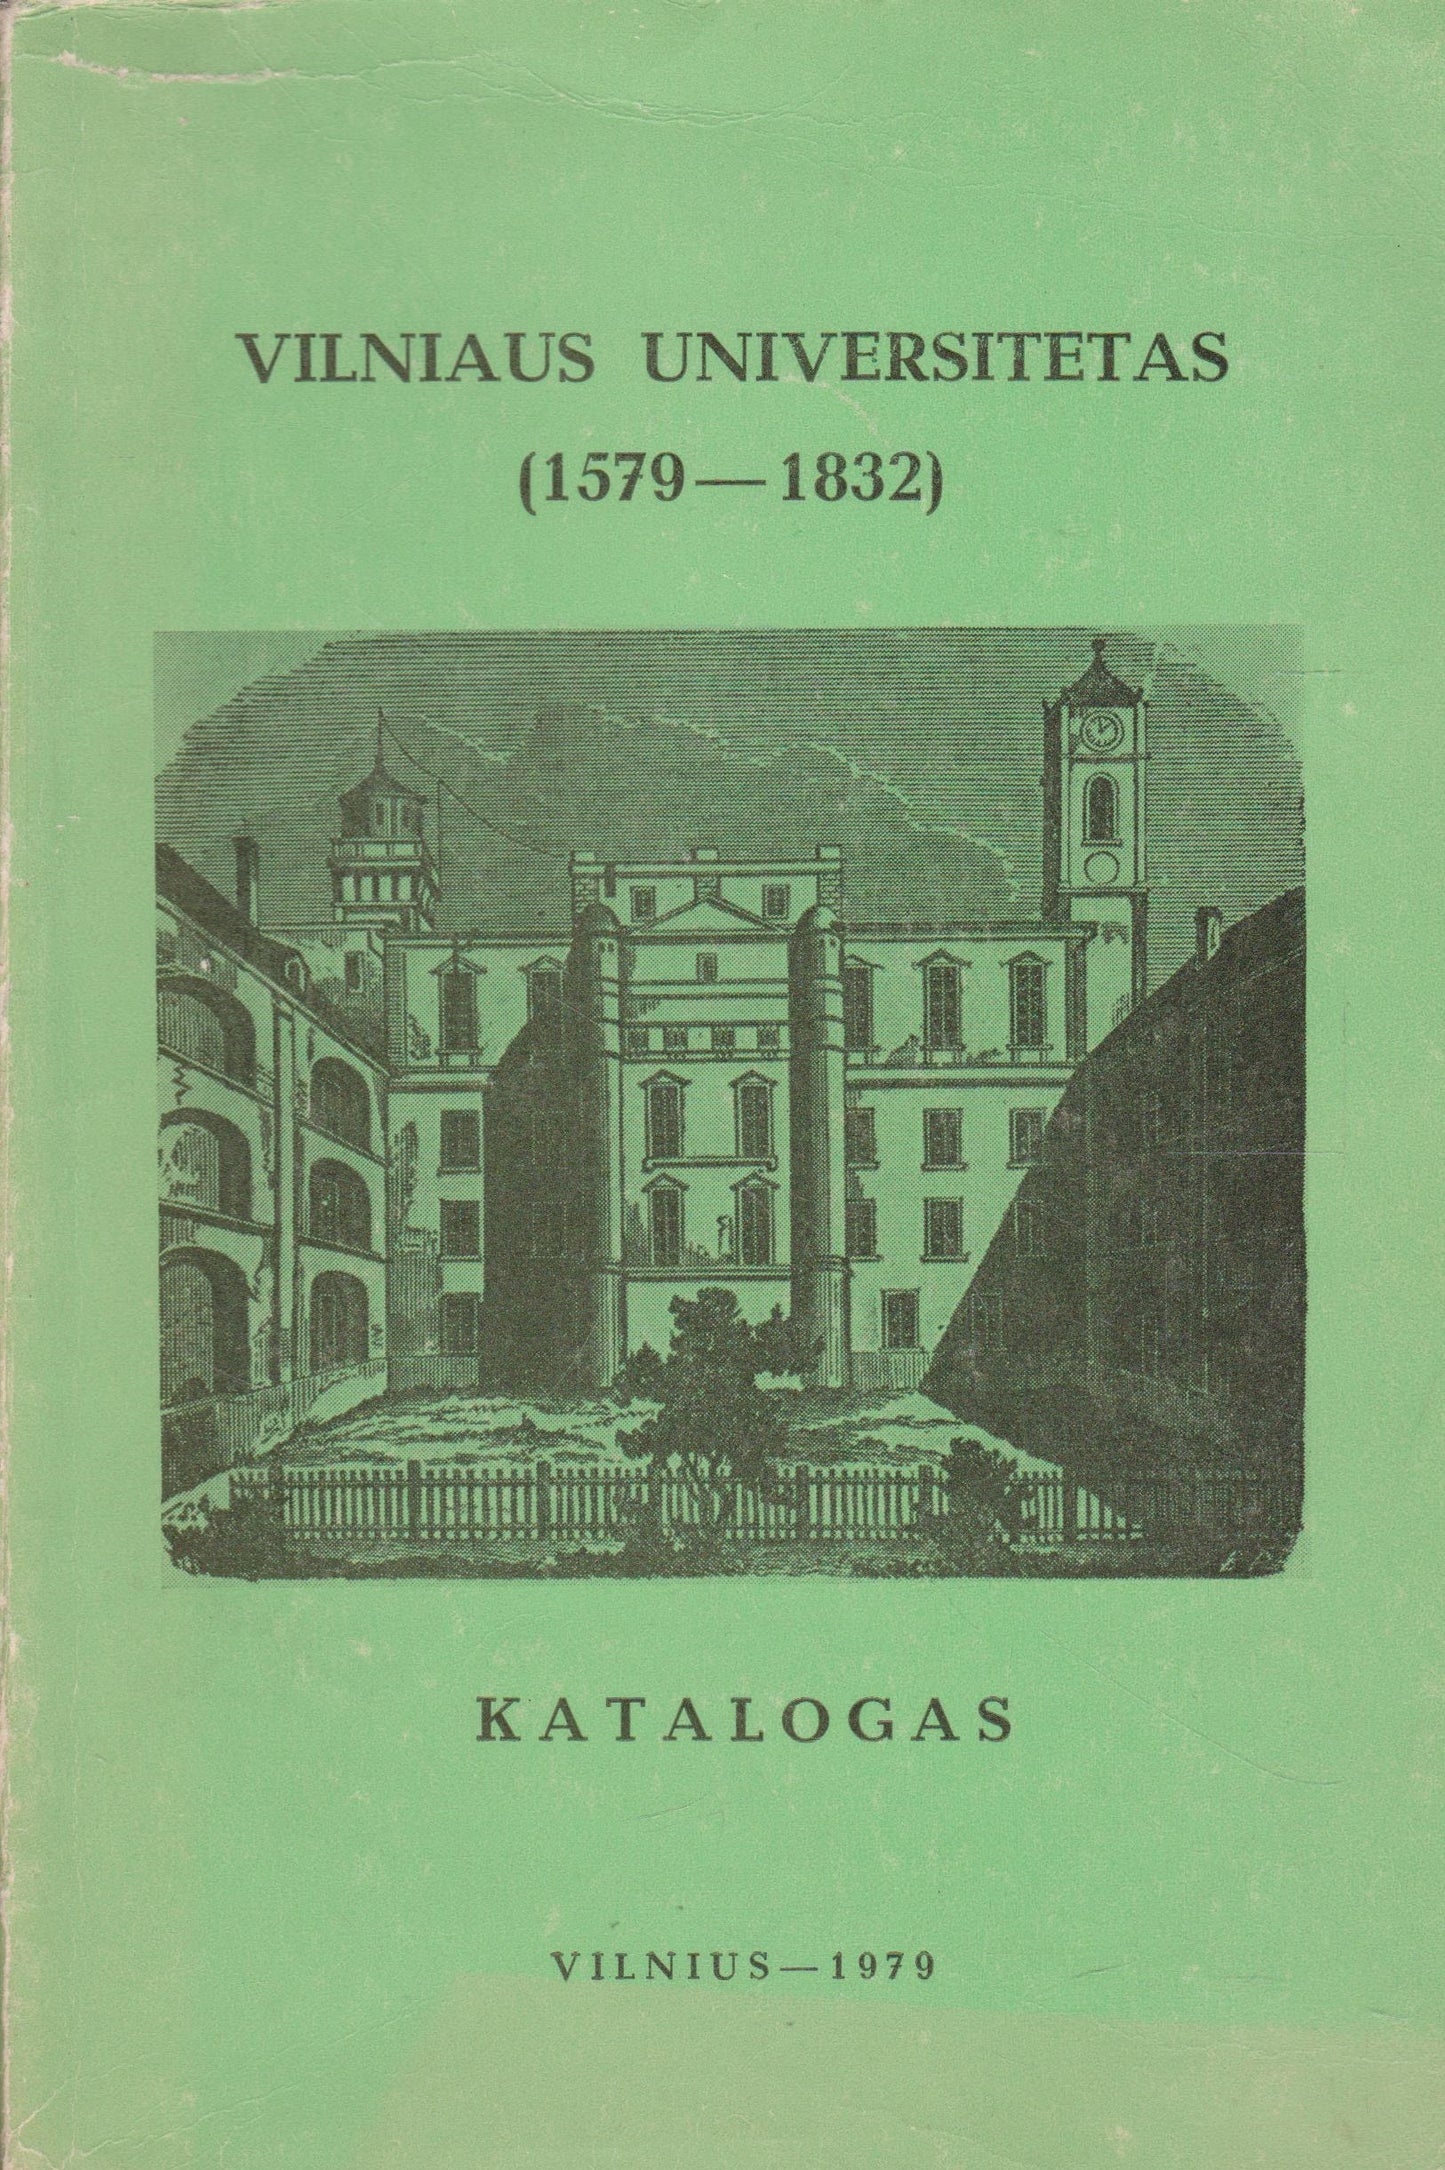 VILNIAUS UNIVERSITETAS
(1579—1832)
KATALOGAS
VILNIUS—1979